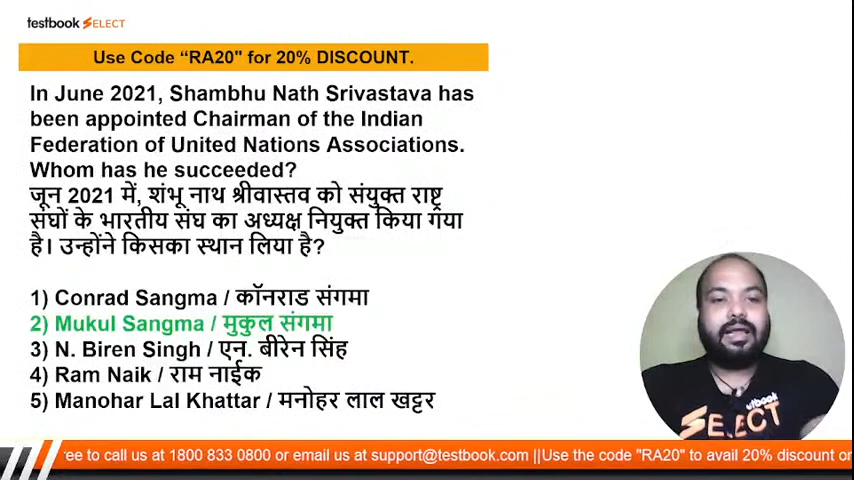 testbook SELECT
Use Code “RA20" for 20% DISCOUNT.
In June 2021, Shambhu Nath Srivastava has
been appointed Chairman of the Indian
Federation of United Nations Associations.
Whom has he succeeded?
जून 2021 में, शंभू नाथ श्रीवास्तव को संयुक्त राष्ट्र
संघों के भारतीय संघ का अध्यक्ष नियुक्त किया गया
है। उन्होंने किसका स्थान लिया है?
1) Conrad Sangma / कॉनराड संगमा
2) Mukul Sangma / मुकुल संगमा
3) N. Biren Singh / एन. बीरेन सिंह
4) Ram Naik / राम नाईक
5) Manohar Lal Khattar / मनोहर लाल खट्टर
utbook
SELECT
ree to call us at 1800 833 0800 or email us at support@testbook.com ||Use the code "RA20" to avail 20% discount or